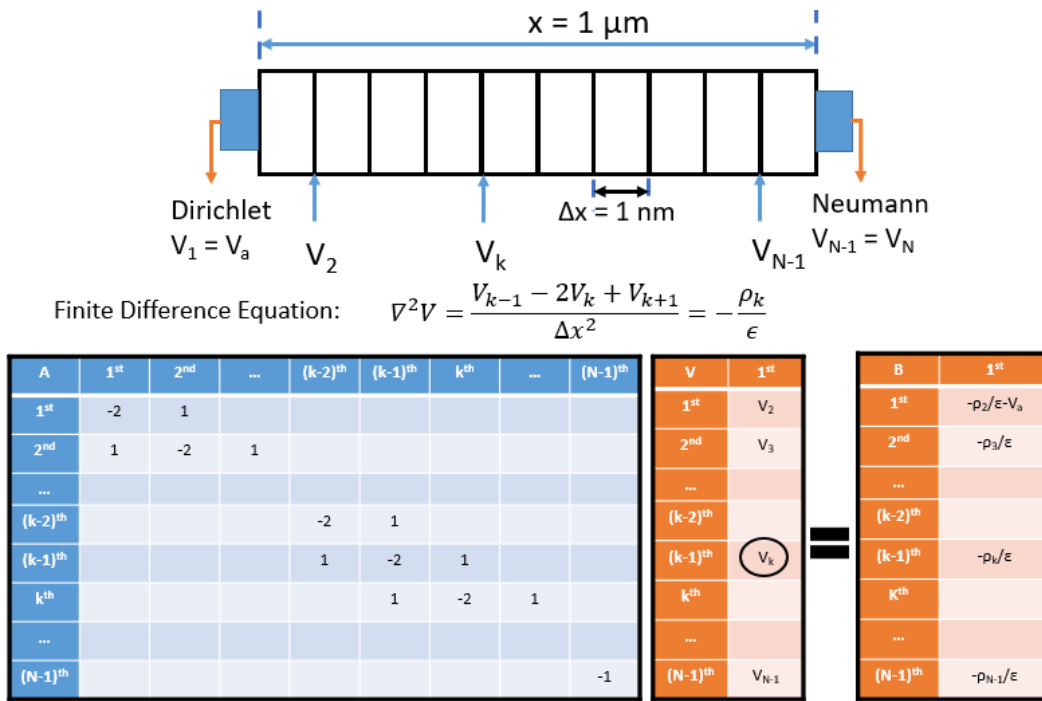 x = 1 µm
Dirichlet
V1 = Va
V2
Vk
Δx = 1 nm
VN-1
Neumann
VN-1 = VN
Finite Difference Equation: ∇²V = (Vk−1 − 2Vk + Vk+1)/Δx² = −ρk/ϵ
A 1st 2nd ... (k-2)th (k-1)th kth ... (N-1)th
1st -2 1
2nd 1 -2 1
...
(k-2)th -2 1
(k-1)th 1 -2 1
kth 1 -2 1
...
(N-1)th -1
V 1st
1st V2
2nd V3
...
(k-2)th
(k-1)th Vk
kth
...
(N-1)th VN-1
=
B 1st
1st -ρ2/ε-Va
2nd -ρ3/ε
...
(k-2)th
(k-1)th -ρk/ε
Kth
...
(N-1)th -ρN-1/ε